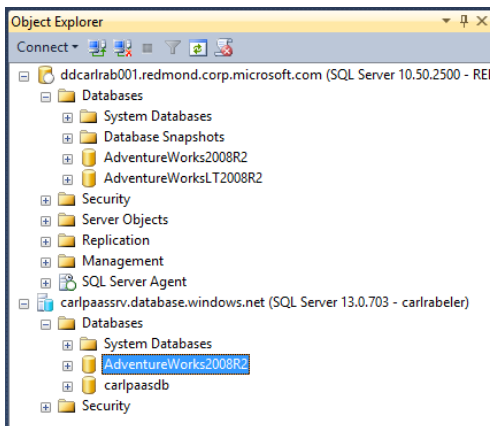 Object Explorer
Connect
ddcarlrab001.redmond.corp.microsoft.com (SQL Server 10.50.2500 - RE
Databases
System Databases
Database Snapshots
AdventureWorks2008R2
AdventureWorksLT2008R2
Security
Server Objects
Replication
Management
SQL Server Agent
carlpaassrv.database.windows.net (SQL Server 13.0.703 - carlrabeler)
Databases
System Databases
AdventureWorks2008R2
carlpaasdb
Security